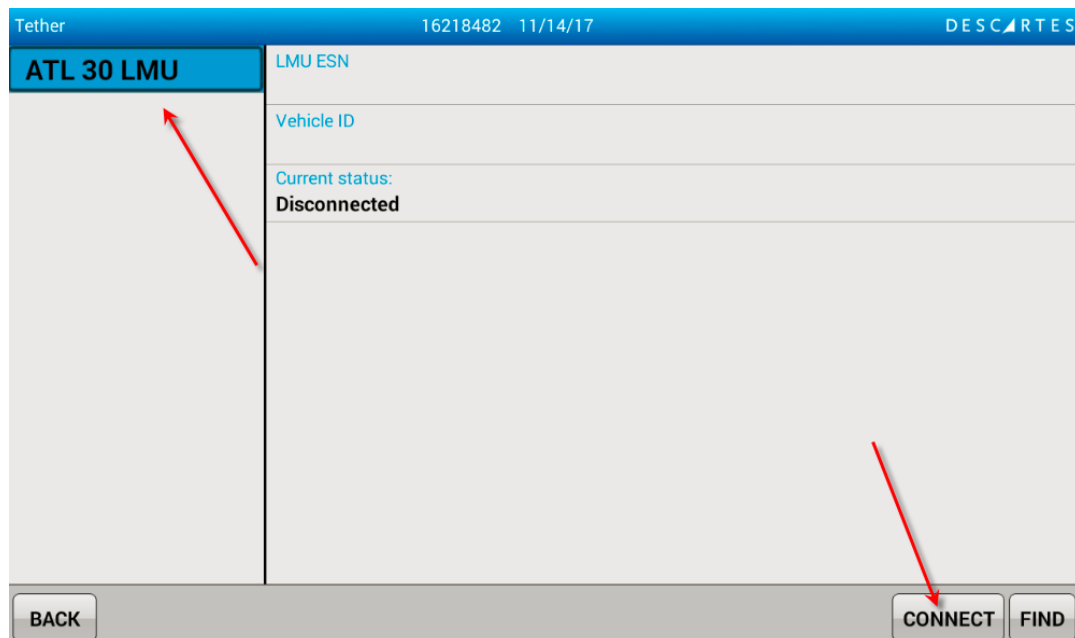 Tether 16218482 11/14/17 DESCARTES
ATL 30 LMU
LMU ESN
Vehicle ID
Current status:
Disconnected
BACK CONNECT FIND